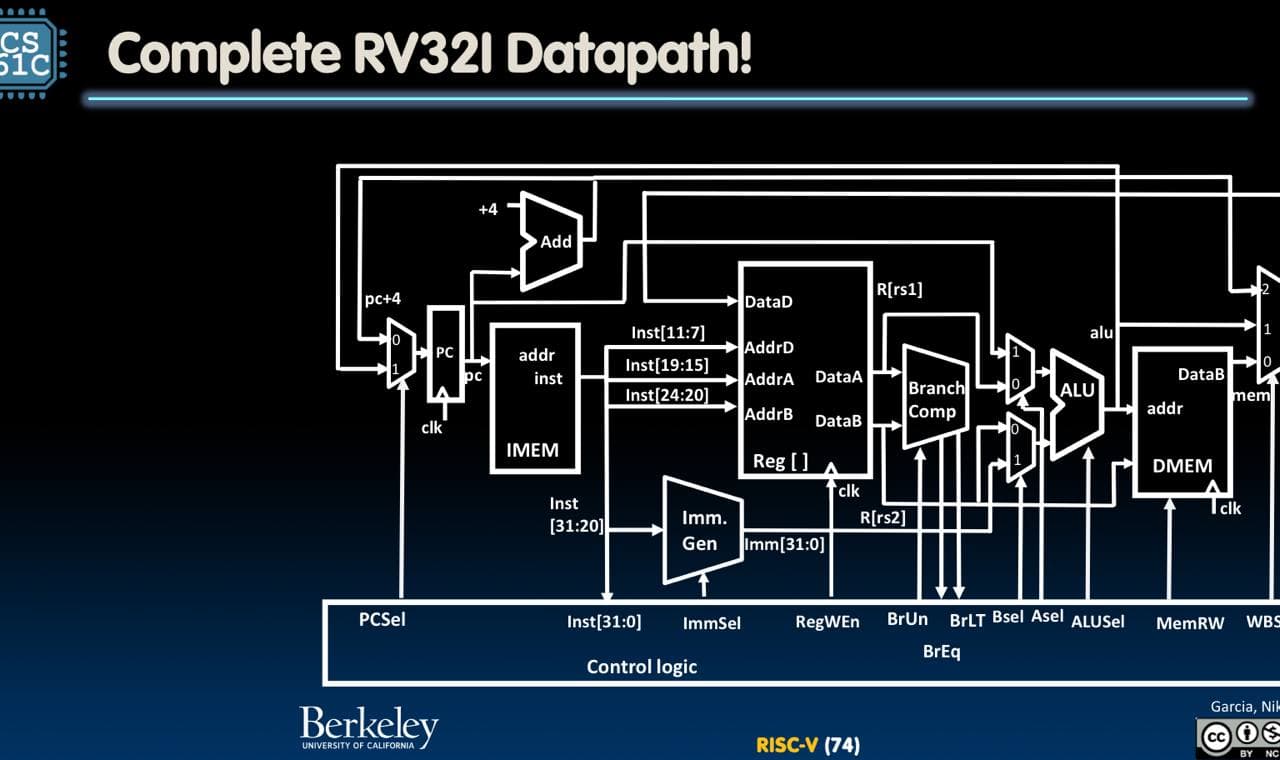 CS
61C
Complete RV32I Datapath!
+4
Add
pc+4
0
1
PC
pc
clk
addr
inst
IMEM
Inst[11:7]
Inst[19:15]
Inst[24:20]
Inst
[31:20]
Imm.
Gen
Imm[31:0]
DataD
AddrD
AddrA
AddrB
DataA
DataB
Reg [ ]
clk
R[rs1]
R[rs2]
Branch
Comp
1
0
0
1
ALU
alu
DataB
addr
DMEM
clk
mem
2
1
0
PCSel
Inst[31:0]
ImmSel
RegWEn
BrUn
BrEq
BrLT
Bsel
Asel
ALUSel
MemRW
WBS
Control logic
Berkeley
UNIVERSITY OF CALIFORNIA
RISC-V (74)
Garcia, Nik
cc
BY NC